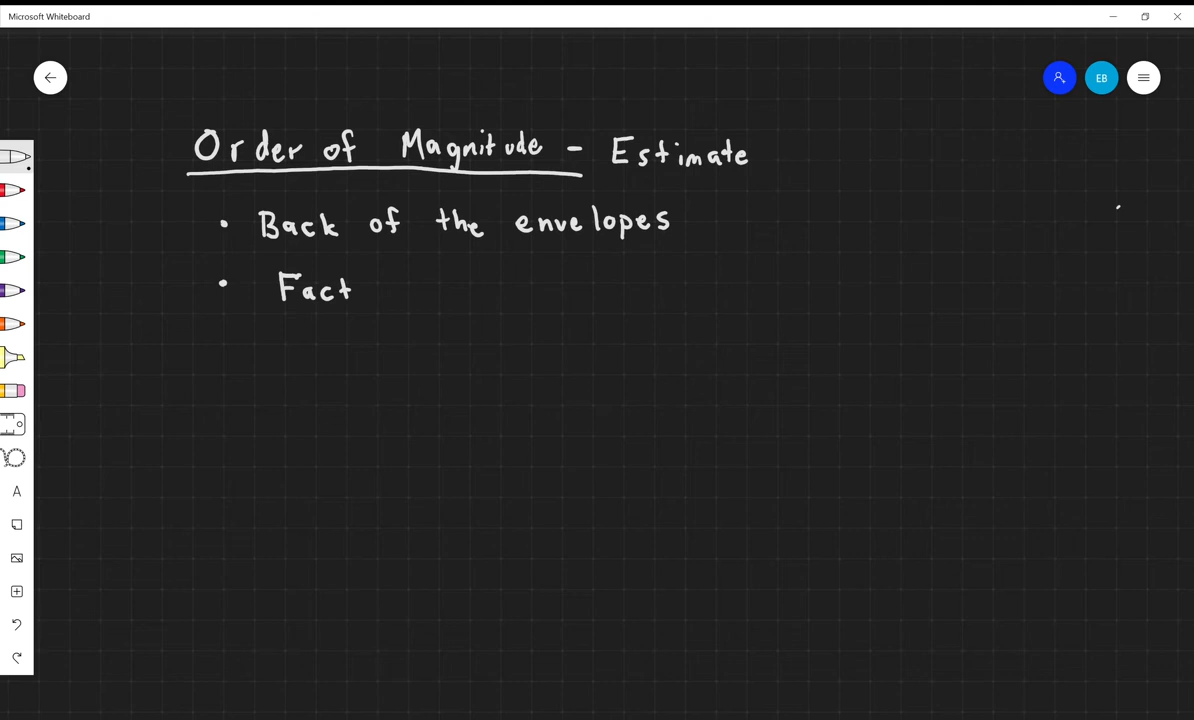 Microsoft Whiteboard
EB
Order of Magnitude - Estimate
• Back of the envelopes
• Fact
A